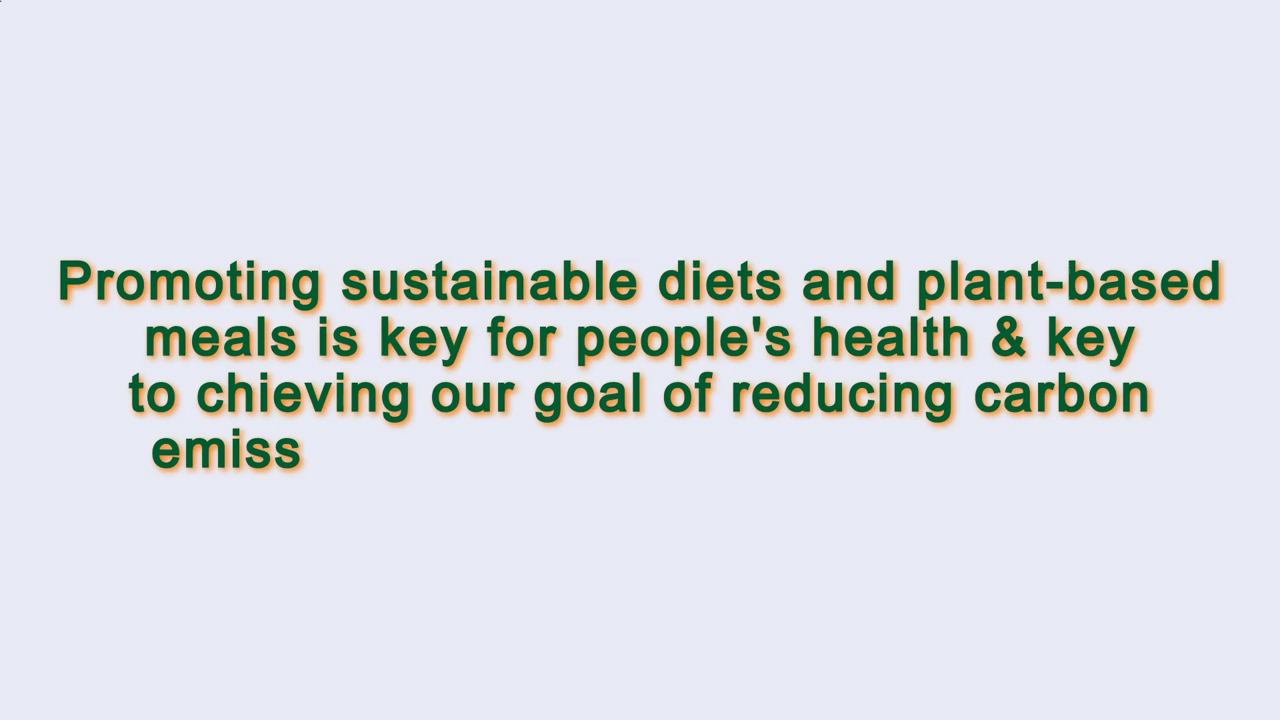 Promoting sustainable diets and plant-based
meals is key for people's health & key
to chieving our goal of reducing carbon
emiss